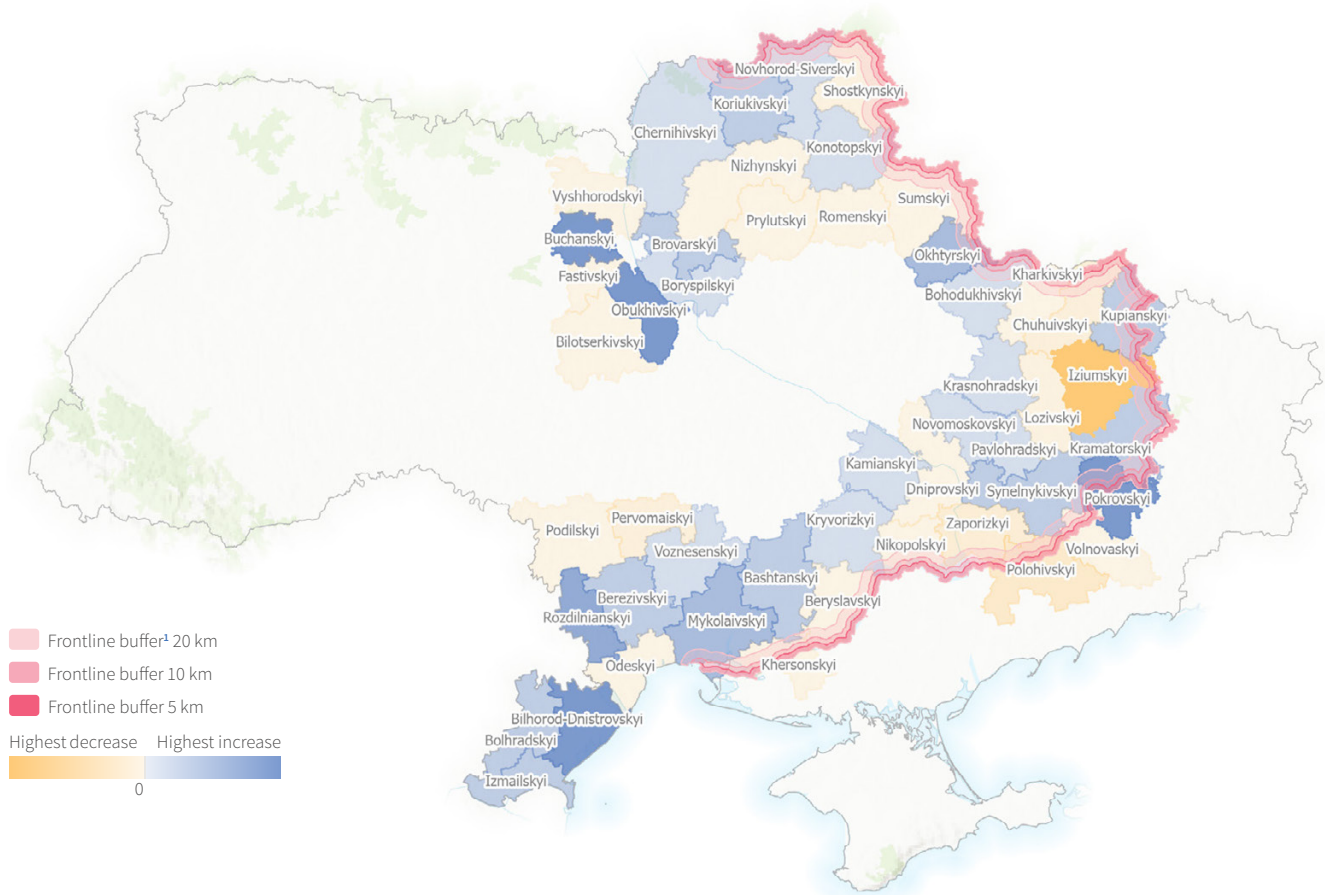 Novhorod-Siverskyi
Shostkynskyi
Koriukivskyi
Chernihivskyi
Konotopskyi
Nizhynskyi
Vyshhorodskyi
Sumskyi
Prylutskyi
Romenskyi
Buchanskyi
Brovarskyi
Okhtyrskyi
Fastivskyi
Kharkivskyi
Boryspilskyi
Bohodukhivskyi
Obukhivskyi
Kupianskyi
Chuhuivskyi
Bilotserkivskyi
Iziumskyi
Krasnohradskyi
Lozivskyi
Novomoskovskyi
Pavlohradskyi
Kramatorskyi
Kamianskyi
Dniprovskyi
Synelnykivskyi
Pokrovskyi
Podilskyi
Pervomaiskyi
Kryvorizkyi
Zaporizkyi
Voznesenskyi
Nikopolskyi
Volnovaskyi
Polohivskyi
Bashtanskyi
Berezivskyi
Beryslavskyi
Rozdilnianskyi
Mykolaivskyi
Odeskyi
Khersonskyi
Bilhorod-Dnistrovskyi
Bolhradskyi
Izmailskyi
Frontline buffer¹ 20 km
Frontline buffer 10 km
Frontline buffer 5 km
Highest decrease Highest increase
0